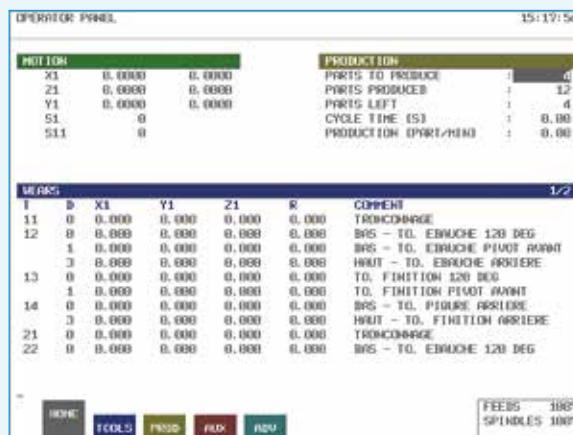 OPERATOR PANEL 15:17:54
MOTION
X1 0.0000 0.0000
Z1 0.0000 0.0000
Y1 0.0000 0.0000
S1 0
S11 0
PRODUCTION
PARTS TO PRODUCE : 4
PARTS PRODUCED : 12
PARTS LEFT : 4
CYCLE TIME [S] : 0.00
PRODUCTION [PART/MIN] : 0.00
WEARS 1/2
T D X1 Y1 Z1 R COMMENT
11 0 0.000 0.000 0.000 0.000 TRONCONNAGE
12 0 0.000 0.000 0.000 0.000 BAS - TO. EBAUCHE 120 DEG
1 0.000 0.000 0.000 0.000 BAS - TO. EBAUCHE PIVOT AVANT
3 0.000 0.000 0.000 0.000 HAUT - TO. EBAUCHE ARRIERE
13 0 0.000 0.000 0.000 0.000 TO. FINITION 120 DEG
1 0.000 0.000 0.000 0.000 TO. FINITION PIVOT AVANT
14 0 0.000 0.000 0.000 0.000 BAS - TO. PIQURE ARRIERE
3 0.000 0.000 0.000 0.000 HAUT - TO. FINITION ARRIERE
21 0 0.000 0.000 0.000 0.000 TRONCONNAGE
22 0 0.000 0.000 0.000 0.000 BAS - TO. EBAUCHE 120 DEG
HOME TOOLS PROD AUX ADV
FEEDS 100%
SPINDLES 100%